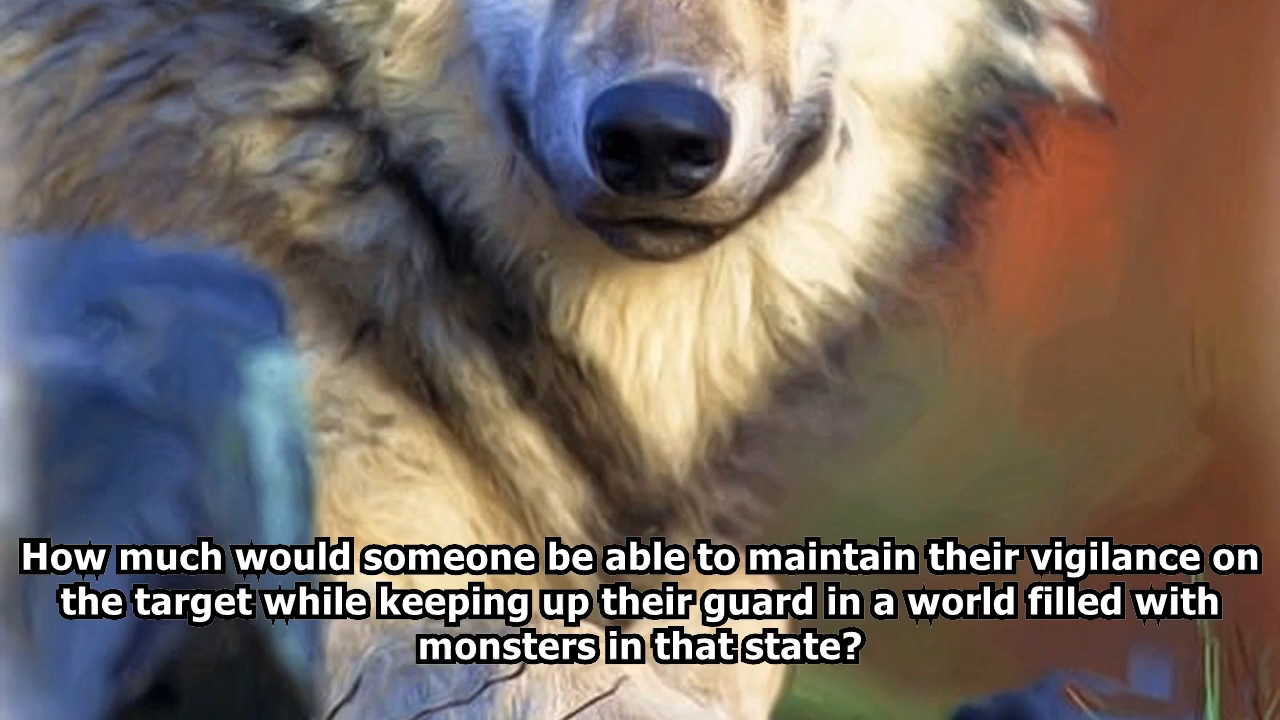 How much would someone be able to maintain their vigilance on
the target while keeping up their guard in a world filled with
monsters in that state?